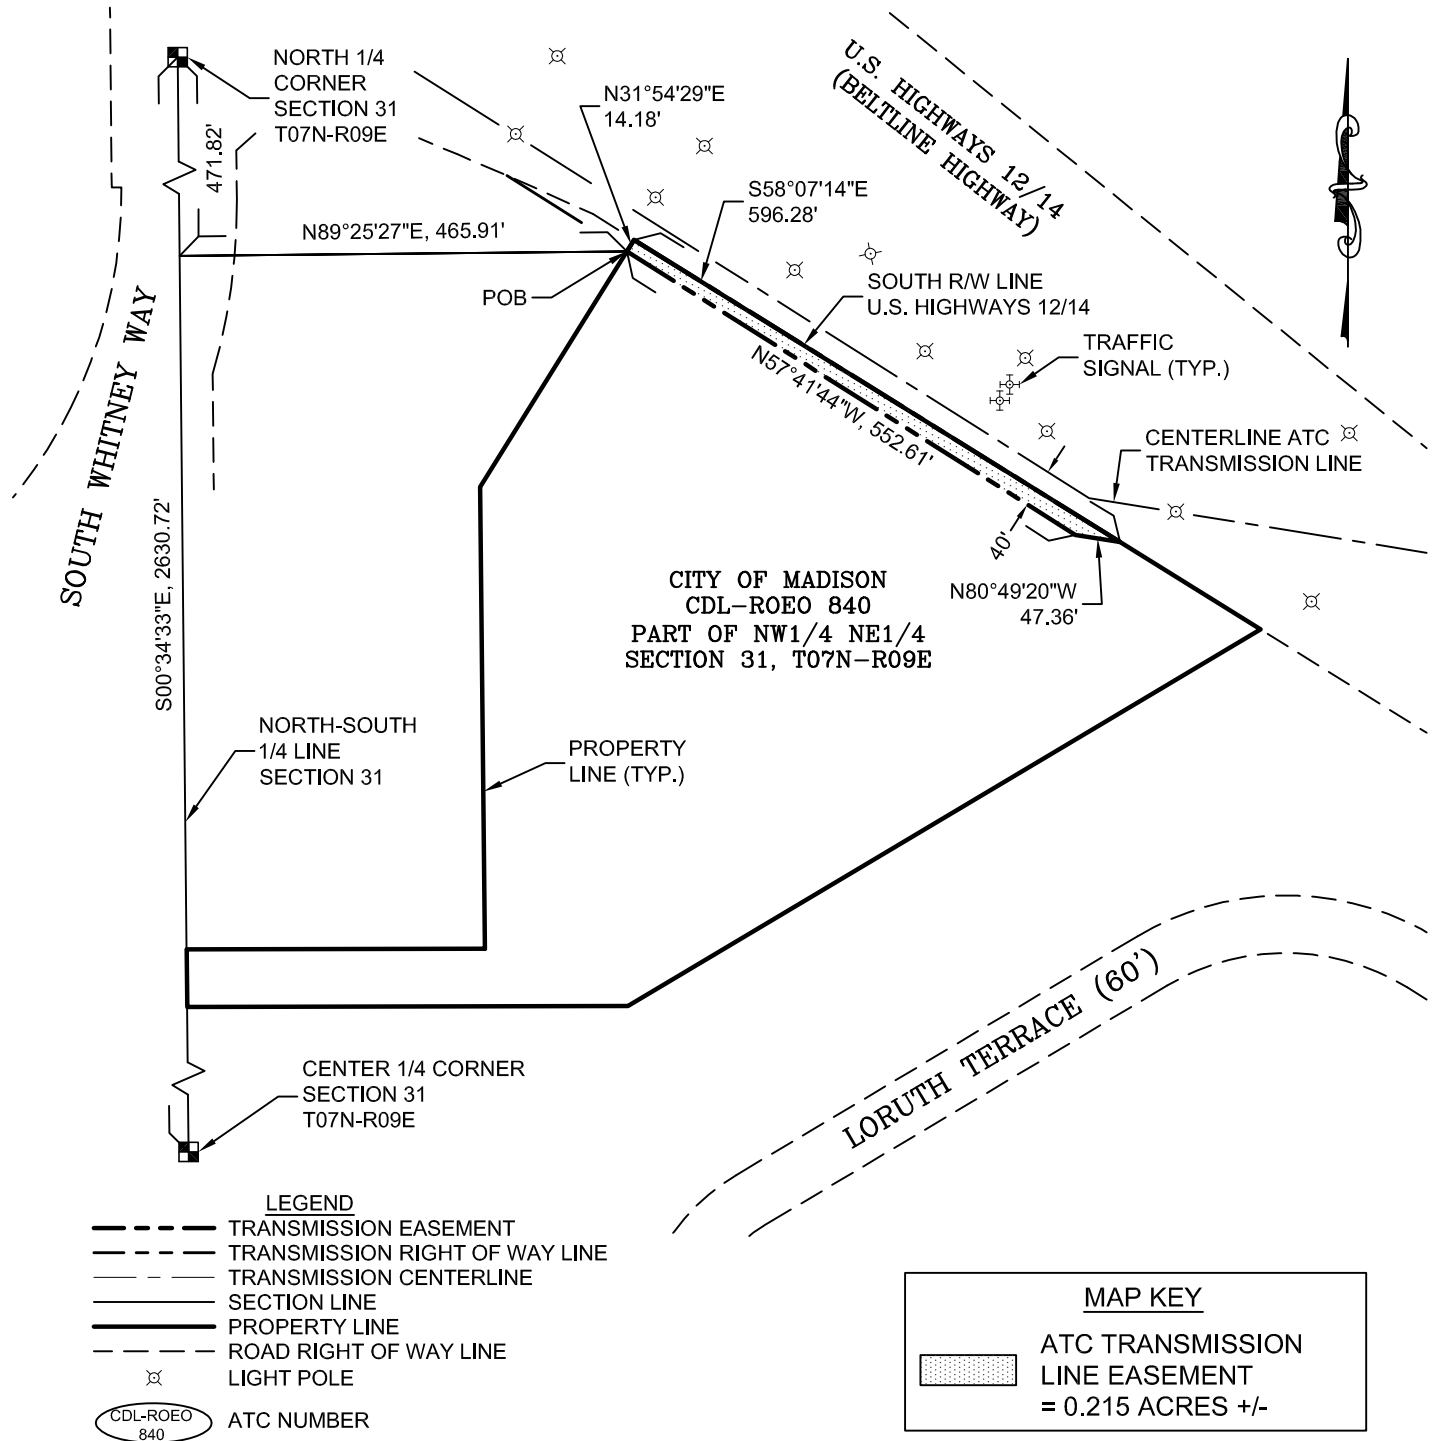 NORTH 1/4
CORNER
SECTION 31
T07N-R09E
471.82'
N31°54'29"E
14.18'
U.S. HIGHWAYS 12/14
(BELTLINE HIGHWAY)
S58°07'14"E
596.28'
N89°25'27"E, 465.91'
POB
SOUTH R/W LINE
U.S. HIGHWAYS 12/14
TRAFFIC
SIGNAL (TYP.)
SOUTH WHITNEY WAY
N57°41'44"W, 552.61'
CENTERLINE ATC
TRANSMISSION LINE
S00°34'33"E, 2630.72'
40'
N80°49'20"W
47.36'
CITY OF MADISON
CDL-ROEO 840
PART OF NW1/4 NE1/4
SECTION 31, T07N-R09E
NORTH-SOUTH
1/4 LINE
SECTION 31
PROPERTY
LINE (TYP.)
LORUTH TERRACE (60')
CENTER 1/4 CORNER
SECTION 31
T07N-R09E
LEGEND
TRANSMISSION EASEMENT
TRANSMISSION RIGHT OF WAY LINE
TRANSMISSION CENTERLINE
SECTION LINE
PROPERTY LINE
ROAD RIGHT OF WAY LINE
LIGHT POLE
CDL-ROEO
840
ATC NUMBER
MAP KEY
ATC TRANSMISSION
LINE EASEMENT
= 0.215 ACRES +/-